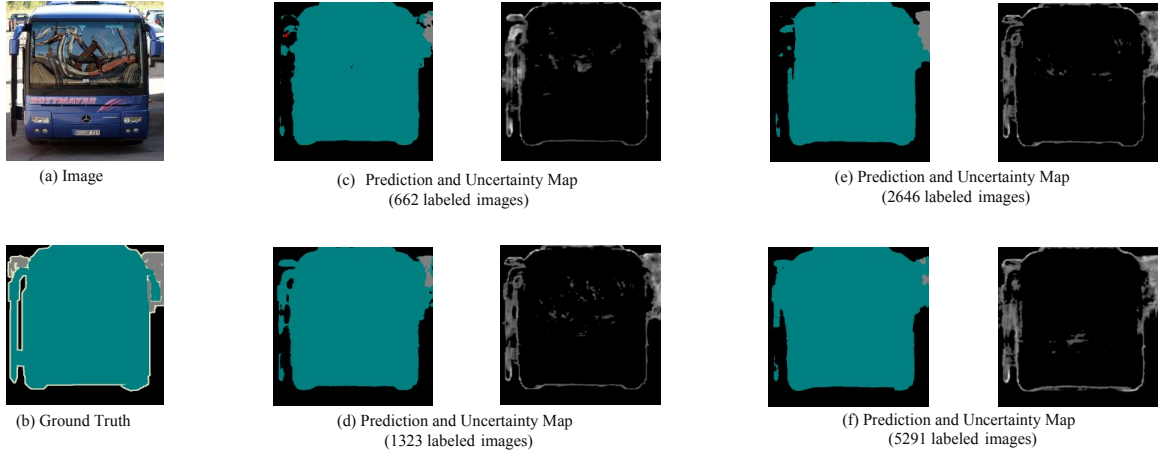 ROTTMAYER
(a) Image
(c) Prediction and Uncertainty Map
(662 labeled images)
(e) Prediction and Uncertainty Map
(2646 labeled images)
(b) Ground Truth
(d) Prediction and Uncertainty Map
(1323 labeled images)
(f) Prediction and Uncertainty Map
(5291 labeled images)